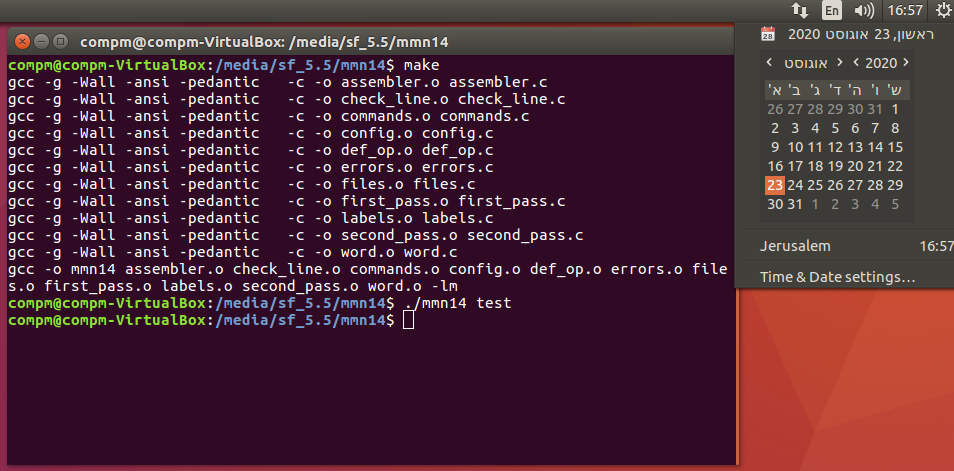 En 16:57
compm@compm-VirtualBox: /media/sf_5.5/mmn14
compm@compm-VirtualBox:/media/sf_5.5/mmn14$ make
gcc -g -Wall -ansi -pedantic   -c -o assembler.o assembler.c
gcc -g -Wall -ansi -pedantic   -c -o check_line.o check_line.c
gcc -g -Wall -ansi -pedantic   -c -o commands.o commands.c
gcc -g -Wall -ansi -pedantic   -c -o config.o config.c
gcc -g -Wall -ansi -pedantic   -c -o def_op.o def_op.c
gcc -g -Wall -ansi -pedantic   -c -o errors.o errors.c
gcc -g -Wall -ansi -pedantic   -c -o files.o files.c
gcc -g -Wall -ansi -pedantic   -c -o first_pass.o first_pass.c
gcc -g -Wall -ansi -pedantic   -c -o labels.o labels.c
gcc -g -Wall -ansi -pedantic   -c -o second_pass.o second_pass.c
gcc -g -Wall -ansi -pedantic   -c -o word.o word.c
gcc -o mmn14 assembler.o check_line.o commands.o config.o def_op.o errors.o file
s.o first_pass.o labels.o second_pass.o word.o -lm
compm@compm-VirtualBox:/media/sf_5.5/mmn14$ ./mmn14 test
compm@compm-VirtualBox:/media/sf_5.5/mmn14$
28 ראשון, 23 אוגוסט 2020
‹ אוגוסט › ‹ 2020 ›
א' ב' ג' ד' ה' ו' ש'
26 27 28 29 30 31 1
2 3 4 5 6 7 8
9 10 11 12 13 14 15
16 17 18 19 20 21 22
23 24 25 26 27 28 29
30 31 1 2 3 4 5
Jerusalem 16:57
Time & Date settings...